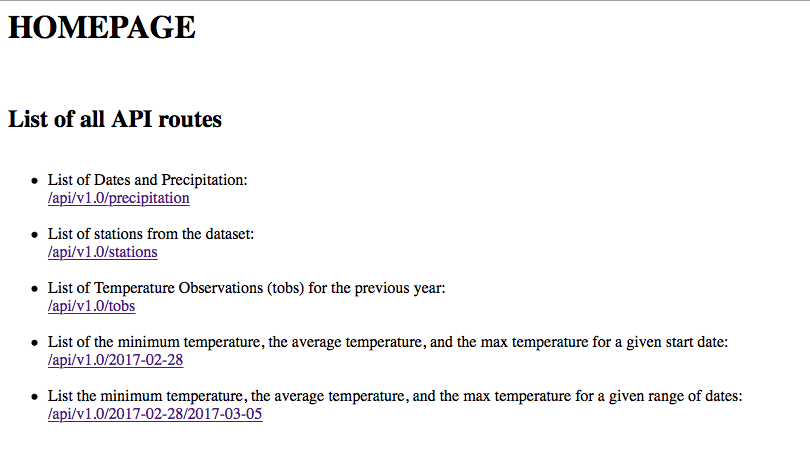 HOMEPAGE
List of all API routes
List of Dates and Precipitation:
/api/v1.0/precipitation
List of stations from the dataset:
/api/v1.0/stations
List of Temperature Observations (tobs) for the previous year:
/api/v1.0/tobs
List of the minimum temperature, the average temperature, and the max temperature for a given start date:
/api/v1.0/2017-02-28
List the minimum temperature, the average temperature, and the max temperature for a given range of dates:
/api/v1.0/2017-02-28/2017-03-05